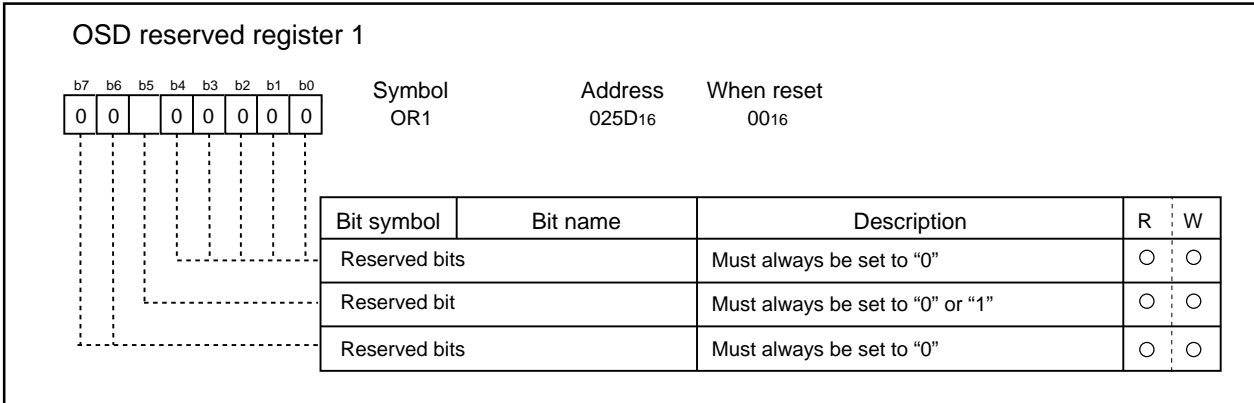 OSD reserved register 1
b7 b6 b5 b4 b3 b2 b1 b0
Symbol Address When reset
0 0 0 0 0 0 0
OR1 025D16 0016
Bit symbol Bit name Description R W
Reserved bits Must always be set to “0” ○ ○
Reserved bit Must always be set to “0” or “1” ○ ○
Reserved bits Must always be set to “0” ○ ○